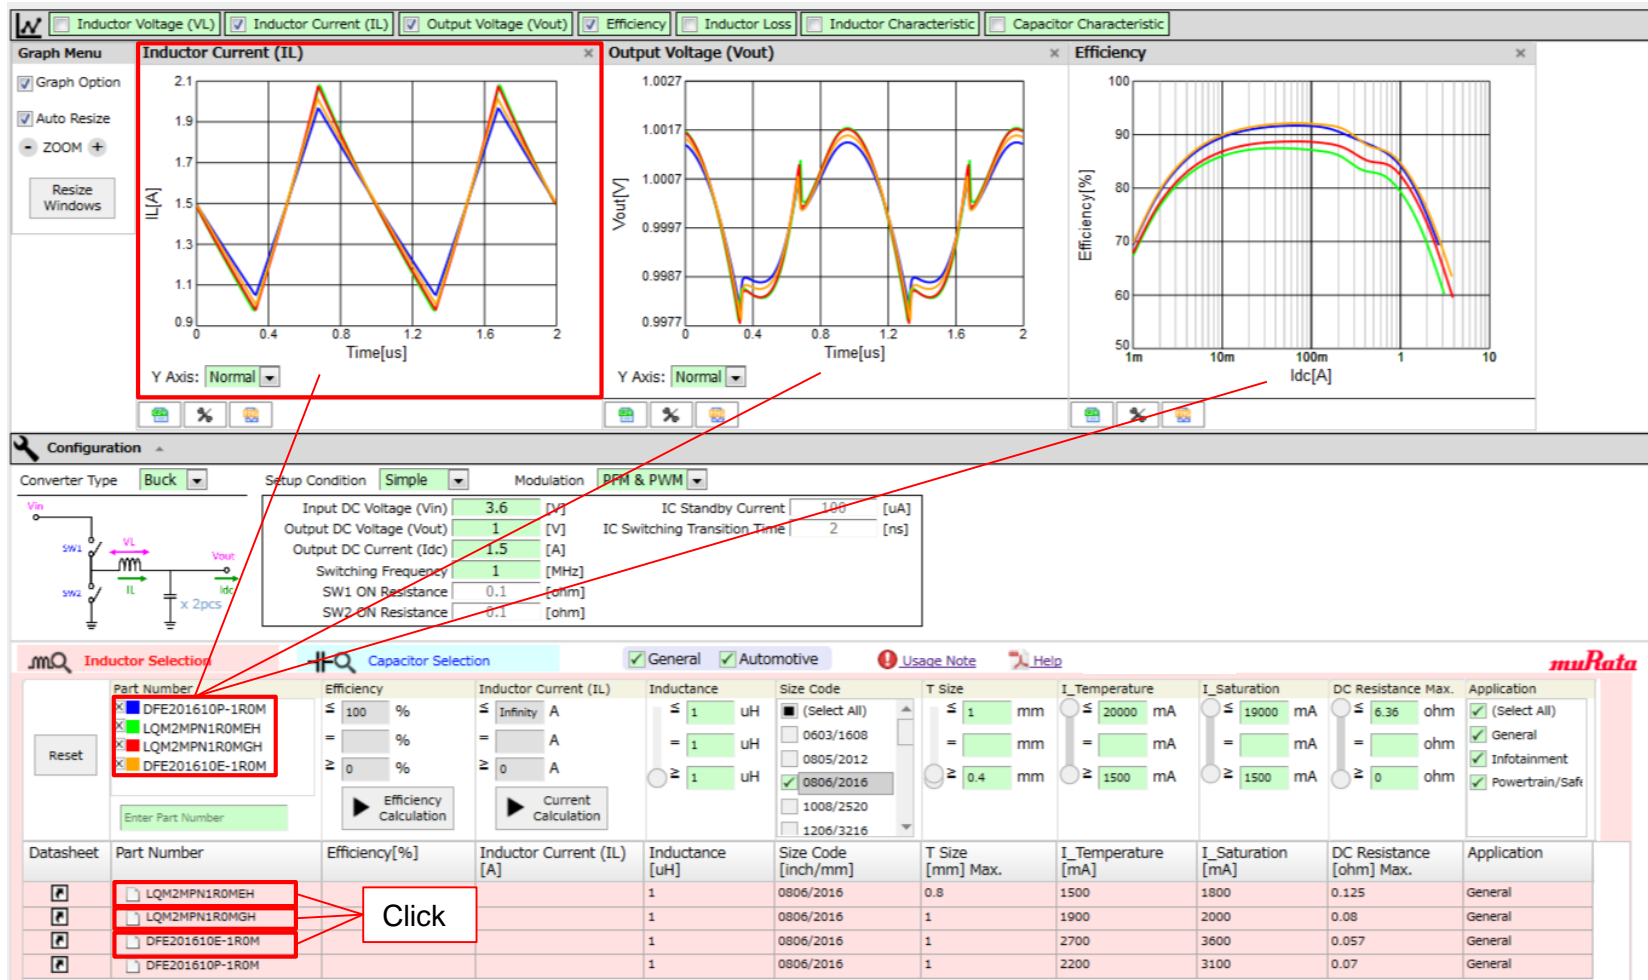 Inductor Voltage (VL) Inductor Current (IL) Output Voltage (Vout) Efficiency Inductor Loss Inductor Characteristic Capacitor Characteristic
Graph Menu
Graph Option
Auto Resize
- ZOOM +
Resize
Windows
Inductor Current (IL) ×
2.1
1.9
1.7
1.5
1.3
1.1
0.9
IL[A]
0 0.4 0.8 1.2 1.6 2
Time[us]
Y Axis: Normal
Output Voltage (Vout) ×
1.0027
1.0017
1.0007
0.9997
0.9987
0.9977
Vout[V]
0 0.4 0.8 1.2 1.6 2
Time[us]
Y Axis: Normal
Efficiency ×
100
90
80
70
60
50
Efficiency[%]
1m 10m 100m 1 10
Idc[A]
Configuration
Converter Type Buck Setup Condition Simple Modulation PFM & PWM
Vin
SW1
VL
Vout
SW2
IL
Idc
x 2pcs
Input DC Voltage (Vin) 3.6 [V] IC Standby Current 100 [uA]
Output DC Voltage (Vout) 1 [V] IC Switching Transition Time 2 [ns]
Output DC Current (Idc) 1.5 [A]
Switching Frequency 1 [MHz]
SW1 ON Resistance 0.1 [ohm]
SW2 ON Resistance 0.1 [ohm]
Inductor Selection Capacitor Selection General Automotive Usage Note Help muRata
Reset
Part Number
DFE201610P-1R0M
LQM2MPN1R0MEH
LQM2MPN1R0MGH
DFE201610E-1R0M
Enter Part Number
Efficiency
≤ 100 %
= %
≥ 0 %
Efficiency
Calculation
Inductor Current (IL)
≤ Infinity A
= A
≥ 0 A
Current
Calculation
Inductance
≤ 1 uH
= 1 uH
≥ 1 uH
Size Code
(Select All)
0603/1608
0805/2012
0806/2016
1008/2520
1206/3216
T Size
≤ 1 mm
= mm
≥ 0.4 mm
I_Temperature
≤ 20000 mA
= mA
≥ 1500 mA
I_Saturation
≤ 19000 mA
= mA
≥ 1500 mA
DC Resistance Max.
≤ 6.36 ohm
= ohm
≥ 0 ohm
Application
(Select All)
General
Infotainment
Powertrain/Safe
Datasheet Part Number Efficiency[%] Inductor Current (IL) Inductance Size Code T Size I_Temperature I_Saturation DC Resistance Application
[A] [uH] [inch/mm] [mm] Max. [mA] [mA] [ohm] Max.
LQM2MPN1R0MEH 1 0806/2016 0.8 1500 1800 0.125 General
LQM2MPN1R0MGH 1 0806/2016 1 1900 2000 0.08 General
DFE201610E-1R0M 1 0806/2016 1 2700 3600 0.057 General
DFE201610P-1R0M 1 0806/2016 1 2200 3100 0.07 General
Click